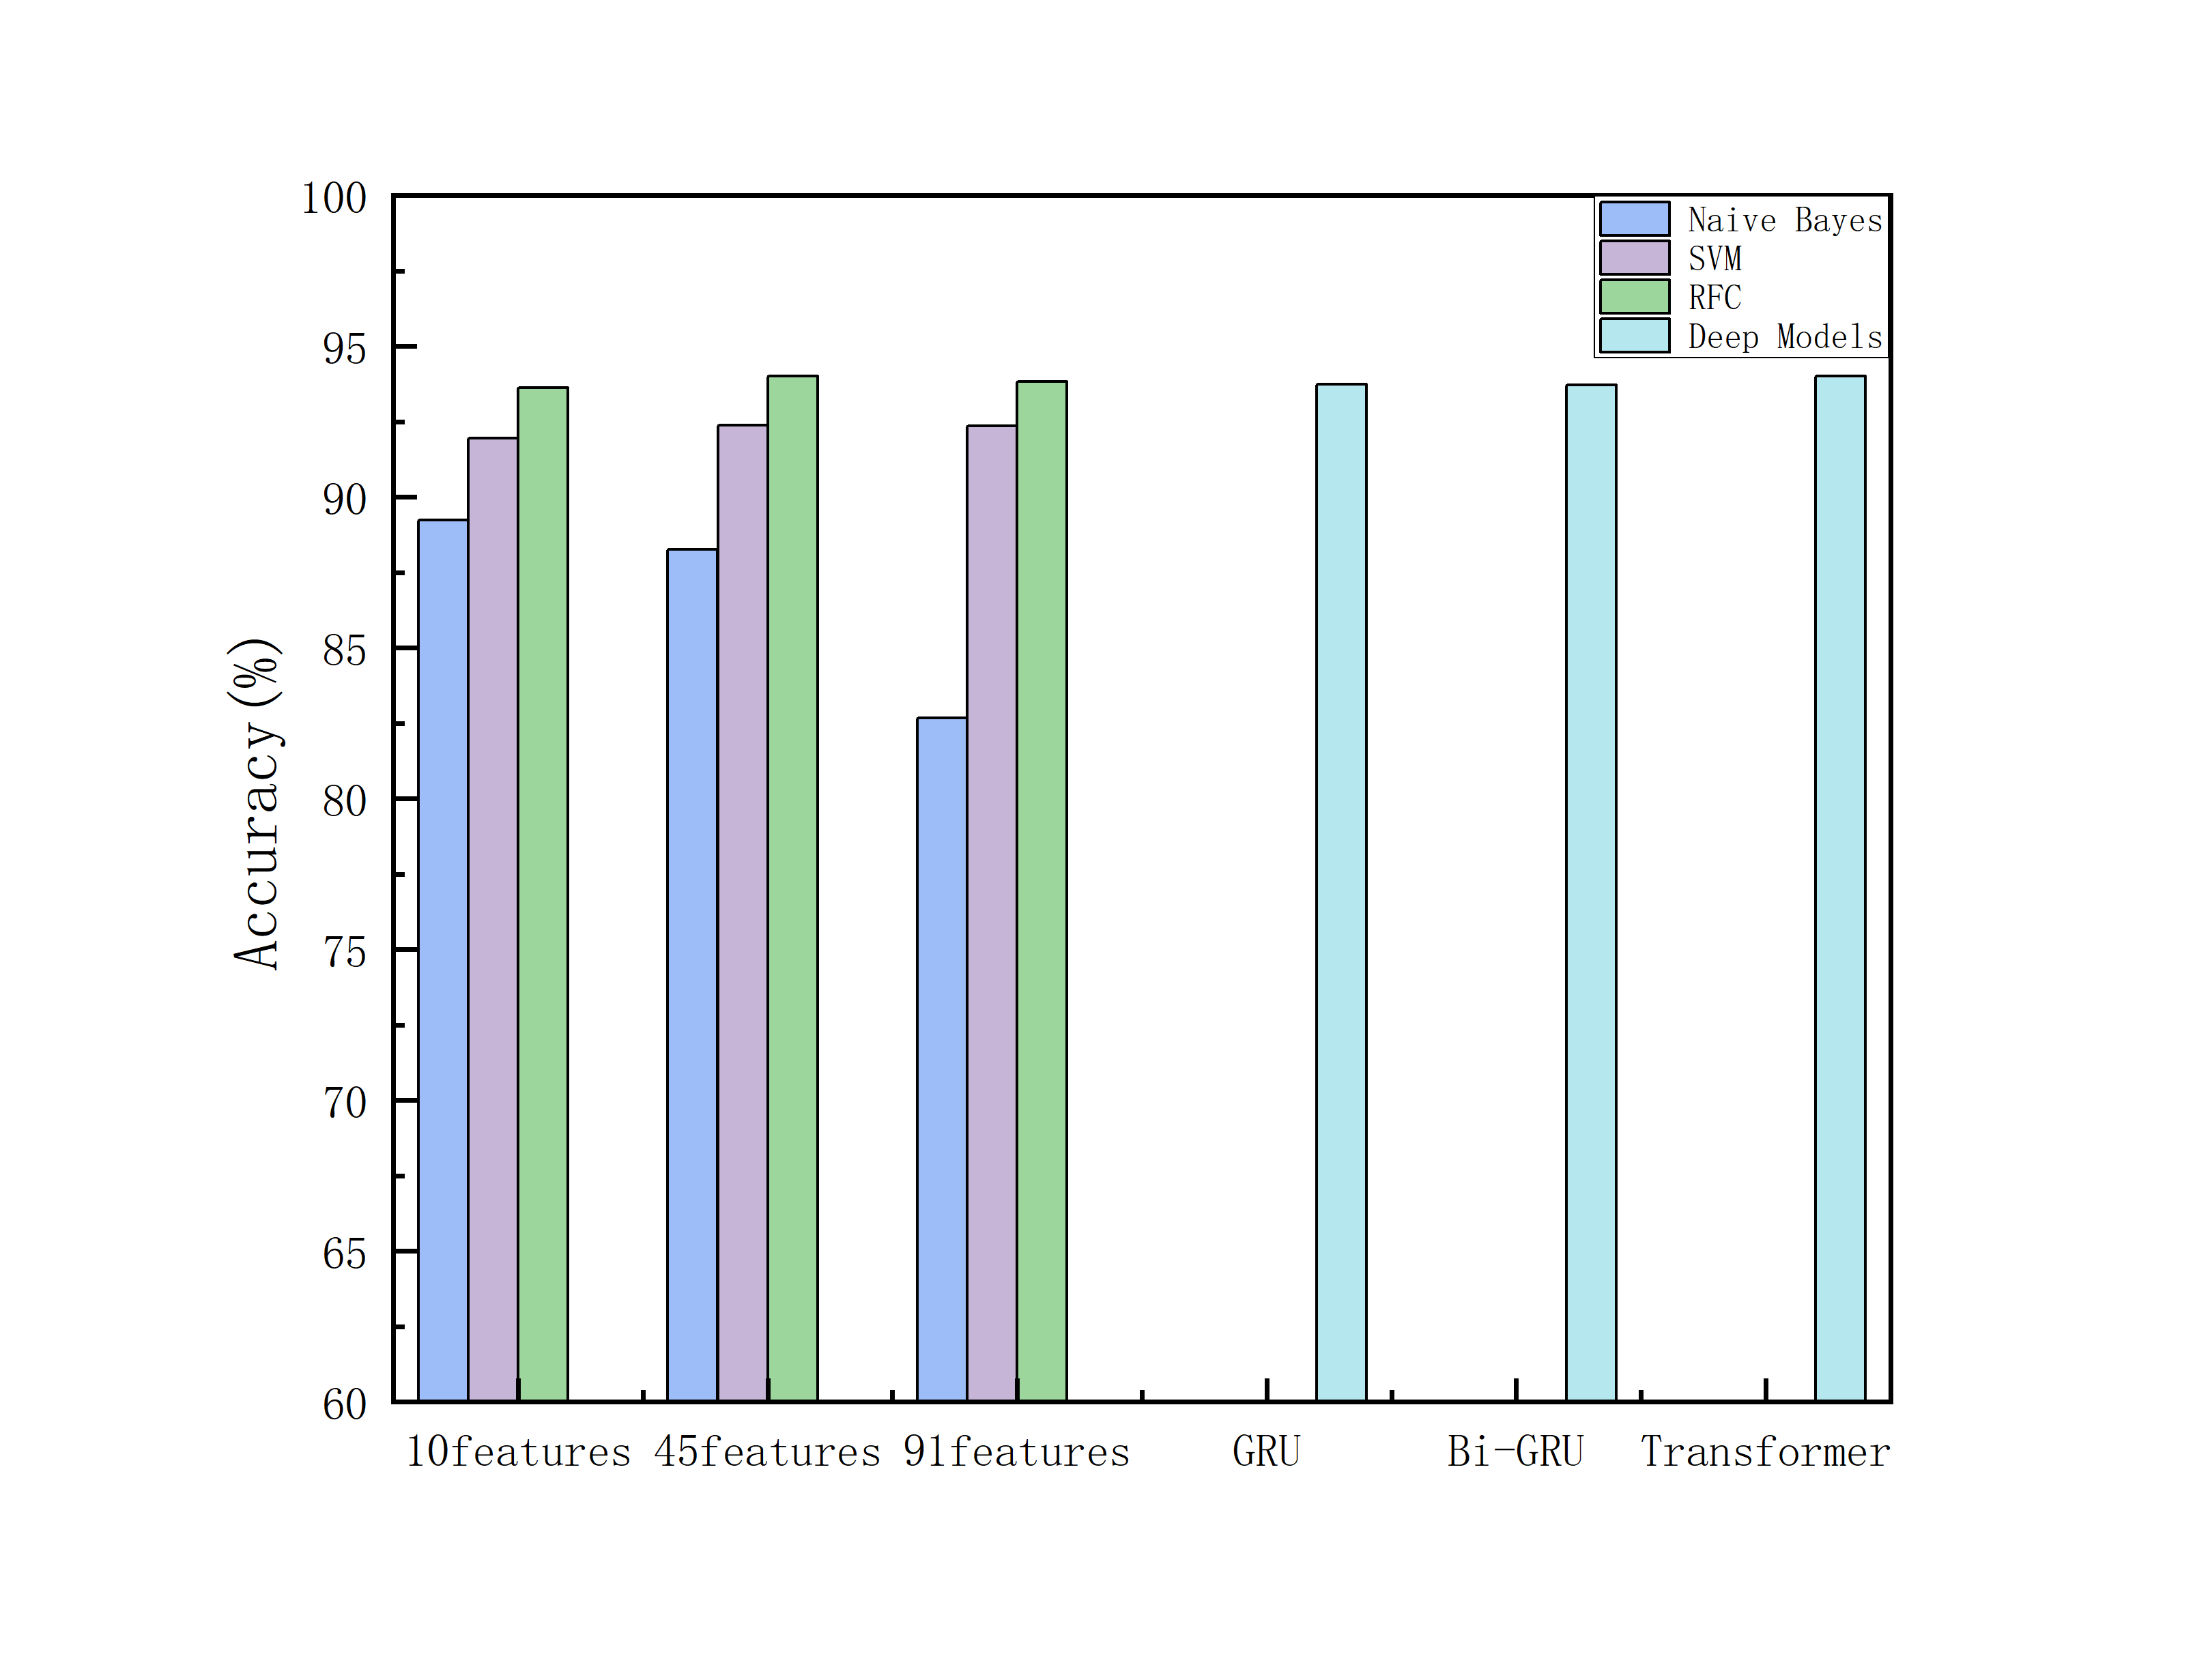 100
95
90
85
80
75
70
65
60
Accuracy(%)
Naive Bayes
SVM
RFC
Deep Models
10features 45features 91features GRU Bi-GRU Transformer